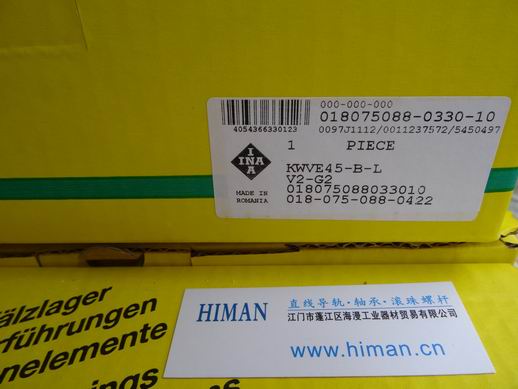 000-000-000
018075088-0330-10
4054366330123
0097J1112/0011237572/5450497
1 PIECE
INA
KWVE45-B-L
V2-G2
MADE IN
ROMANIA
018075088033010
018-075-088-0422
älzlager
rführungen
nelemente
ings
HIMAN
直线导轨·轴承·滚珠螺杆
江门市蓬江区海漫工业器材贸易有限公司
www.himan.cn